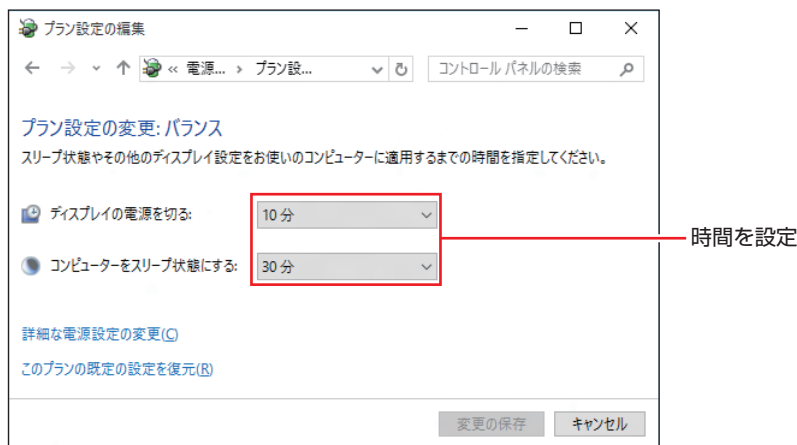 プラン設定の編集
« 電源... › プラン設... コントロール パネルの検索
プラン設定の変更: バランス
スリープ状態やその他のディスプレイ設定をお使いのコンピューターに適用するまでの時間を指定してください。
ディスプレイの電源を切る: 10 分
時間を設定
コンピューターをスリープ状態にする: 30 分
詳細な電源設定の変更(C)
このプランの既定の設定を復元(R)
変更の保存 キャンセル